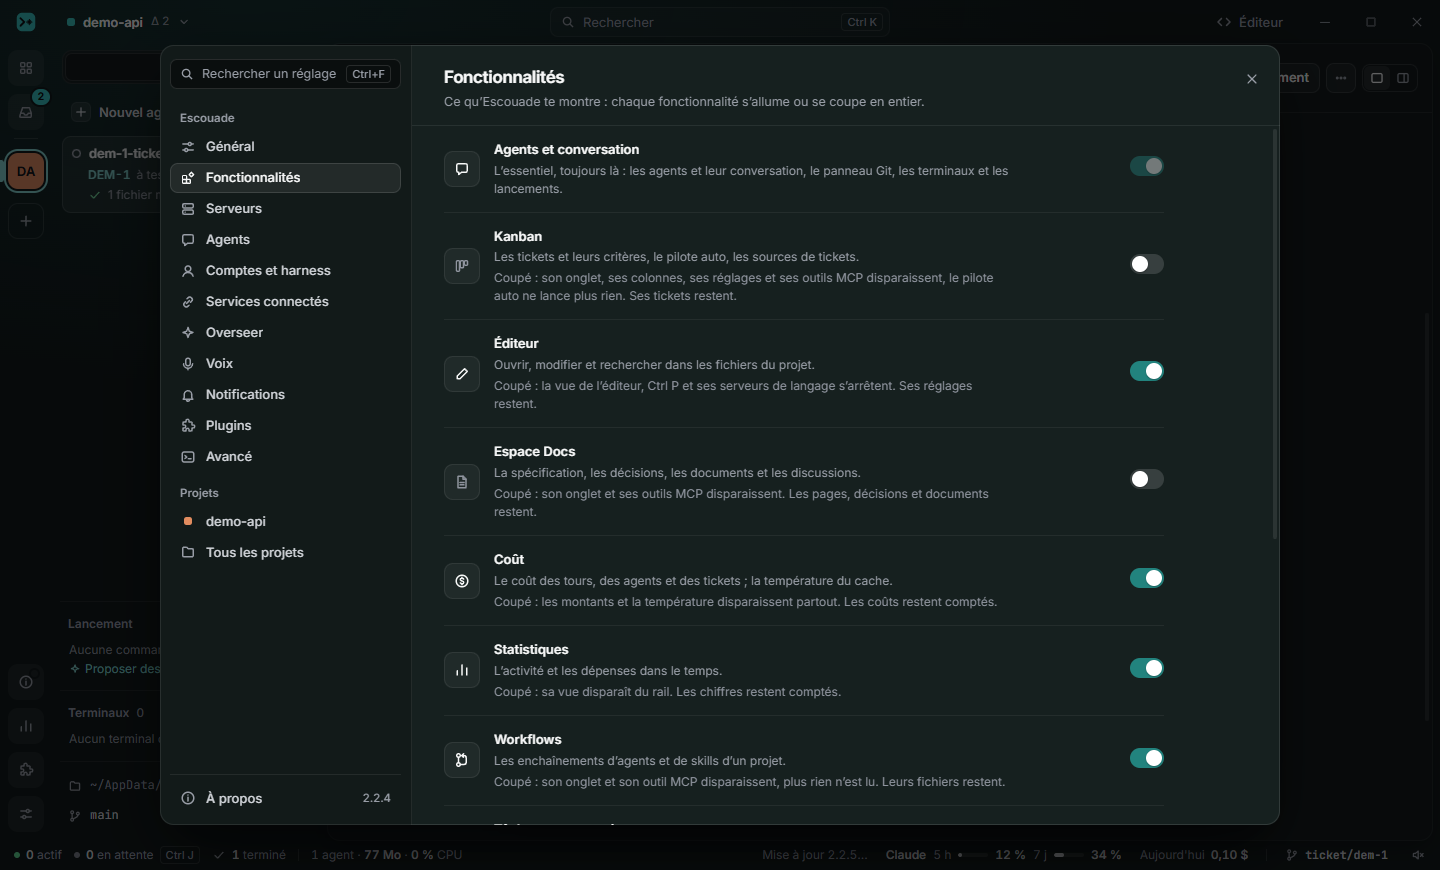 demo-api Δ 2
Rechercher Ctrl K
Éditeur
2
DA
Nouvel ag
dem-1-ticke
DEM-1 à tes
1 fichier m
ment
Rechercher un réglage Ctrl+F
Escouade
Général
Fonctionnalités
Serveurs
Agents
Comptes et harness
Services connectés
Overseer
Voix
Notifications
Plugins
Avancé
Projets
demo-api
Tous les projets
À propos 2.2.4
Fonctionnalités
Ce qu’Escouade te montre : chaque fonctionnalité s’allume ou se coupe en entier.
Agents et conversation
L’essentiel, toujours là : les agents et leur conversation, le panneau Git, les terminaux et les
lancements.
Kanban
Les tickets et leurs critères, le pilote auto, les sources de tickets.
Coupé : son onglet, ses colonnes, ses réglages et ses outils MCP disparaissent, le pilote
auto ne lance plus rien. Ses tickets restent.
Éditeur
Ouvrir, modifier et rechercher dans les fichiers du projet.
Coupé : la vue de l’éditeur, Ctrl P et ses serveurs de langage s’arrêtent. Ses réglages
restent.
Espace Docs
La spécification, les décisions, les documents et les discussions.
Coupé : son onglet et ses outils MCP disparaissent. Les pages, décisions et documents
restent.
Coût
Le coût des tours, des agents et des tickets ; la température du cache.
Coupé : les montants et la température disparaissent partout. Les coûts restent comptés.
Statistiques
L’activité et les dépenses dans le temps.
Coupé : sa vue disparaît du rail. Les chiffres restent comptés.
Workflows
Les enchaînements d’agents et de skills d’un projet.
Coupé : son onglet et son outil MCP disparaissent, plus rien n’est lu. Leurs fichiers restent.
Lancement
Aucune comman
Proposer des
Terminaux 0
Aucun terminal
~/AppData/
main
0 actif 0 en attente Ctrl J 1 terminé 1 agent · 77 Mo · 0 % CPU
Mise à jour 2.2.5… Claude 5 h 12 % 7 j 34 % Aujourd'hui 0,10 $ ticket/dem-1